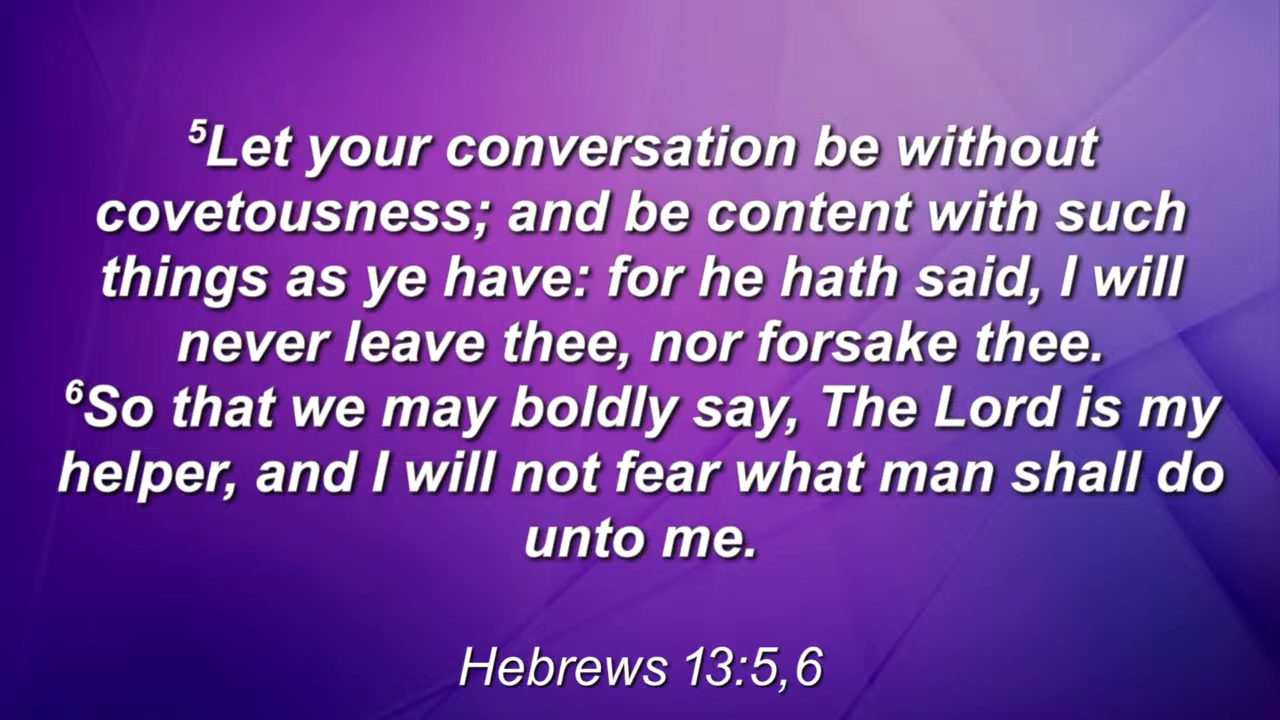 ⁵Let your conversation be without
covetousness; and be content with such
things as ye have: for he hath said, I will
never leave thee, nor forsake thee.
⁶So that we may boldly say, The Lord is my
helper, and I will not fear what man shall do
unto me.
Hebrews 13:5,6